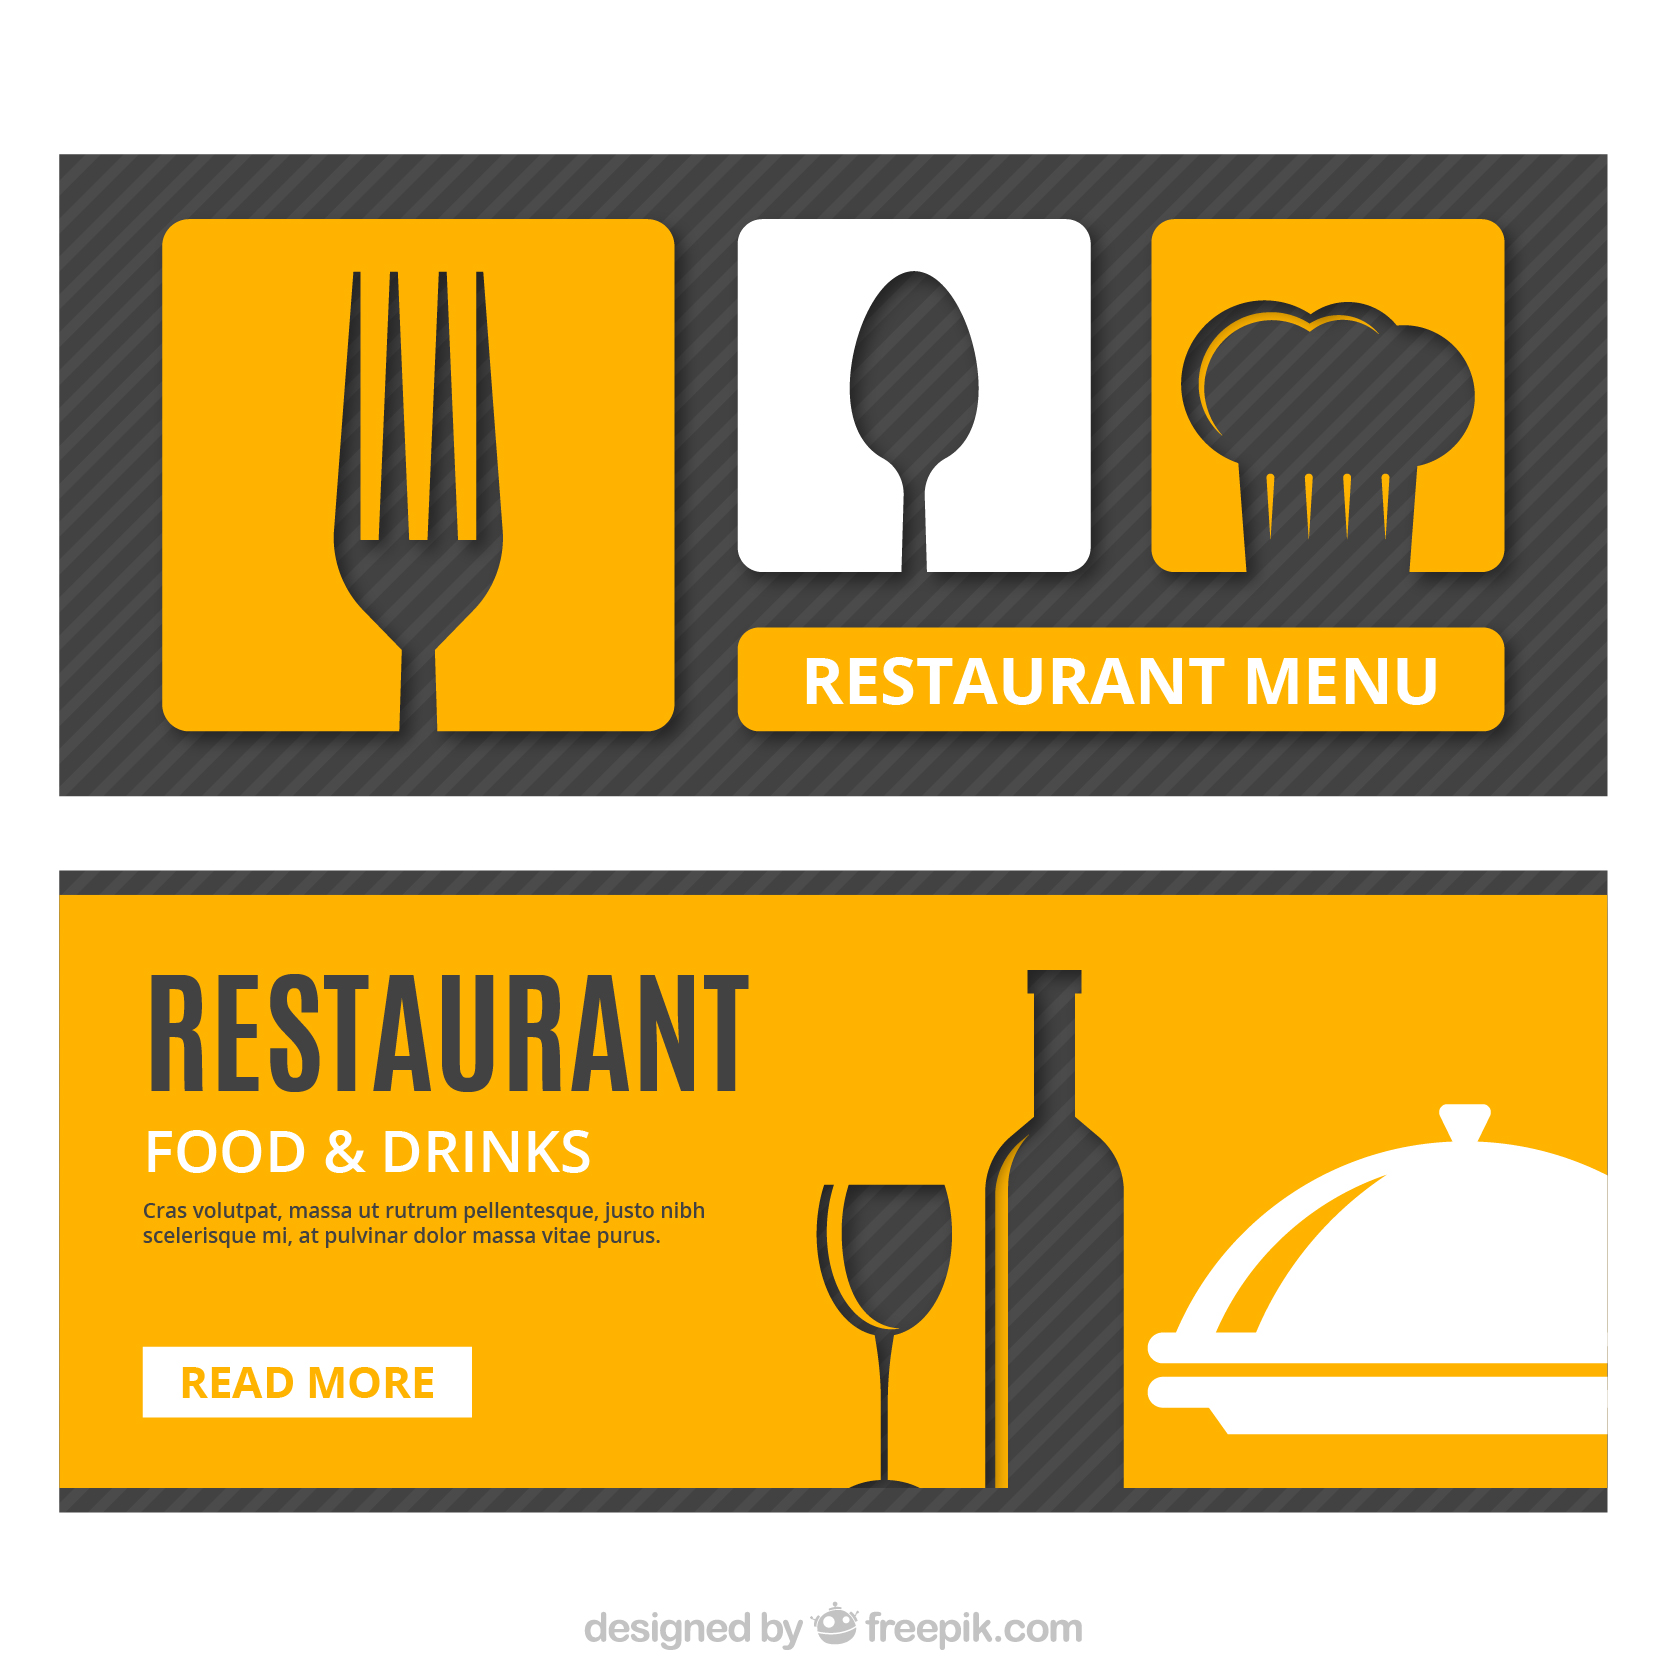 RESTAURANT MENU
RESTAURANT
FOOD & DRINKS
Cras volutpat, massa ut rutrum pellentesque, justo nibh
scelerisque mi, at pulvinar dolor massa vitae purus.
READ MORE
designed by freepik.com